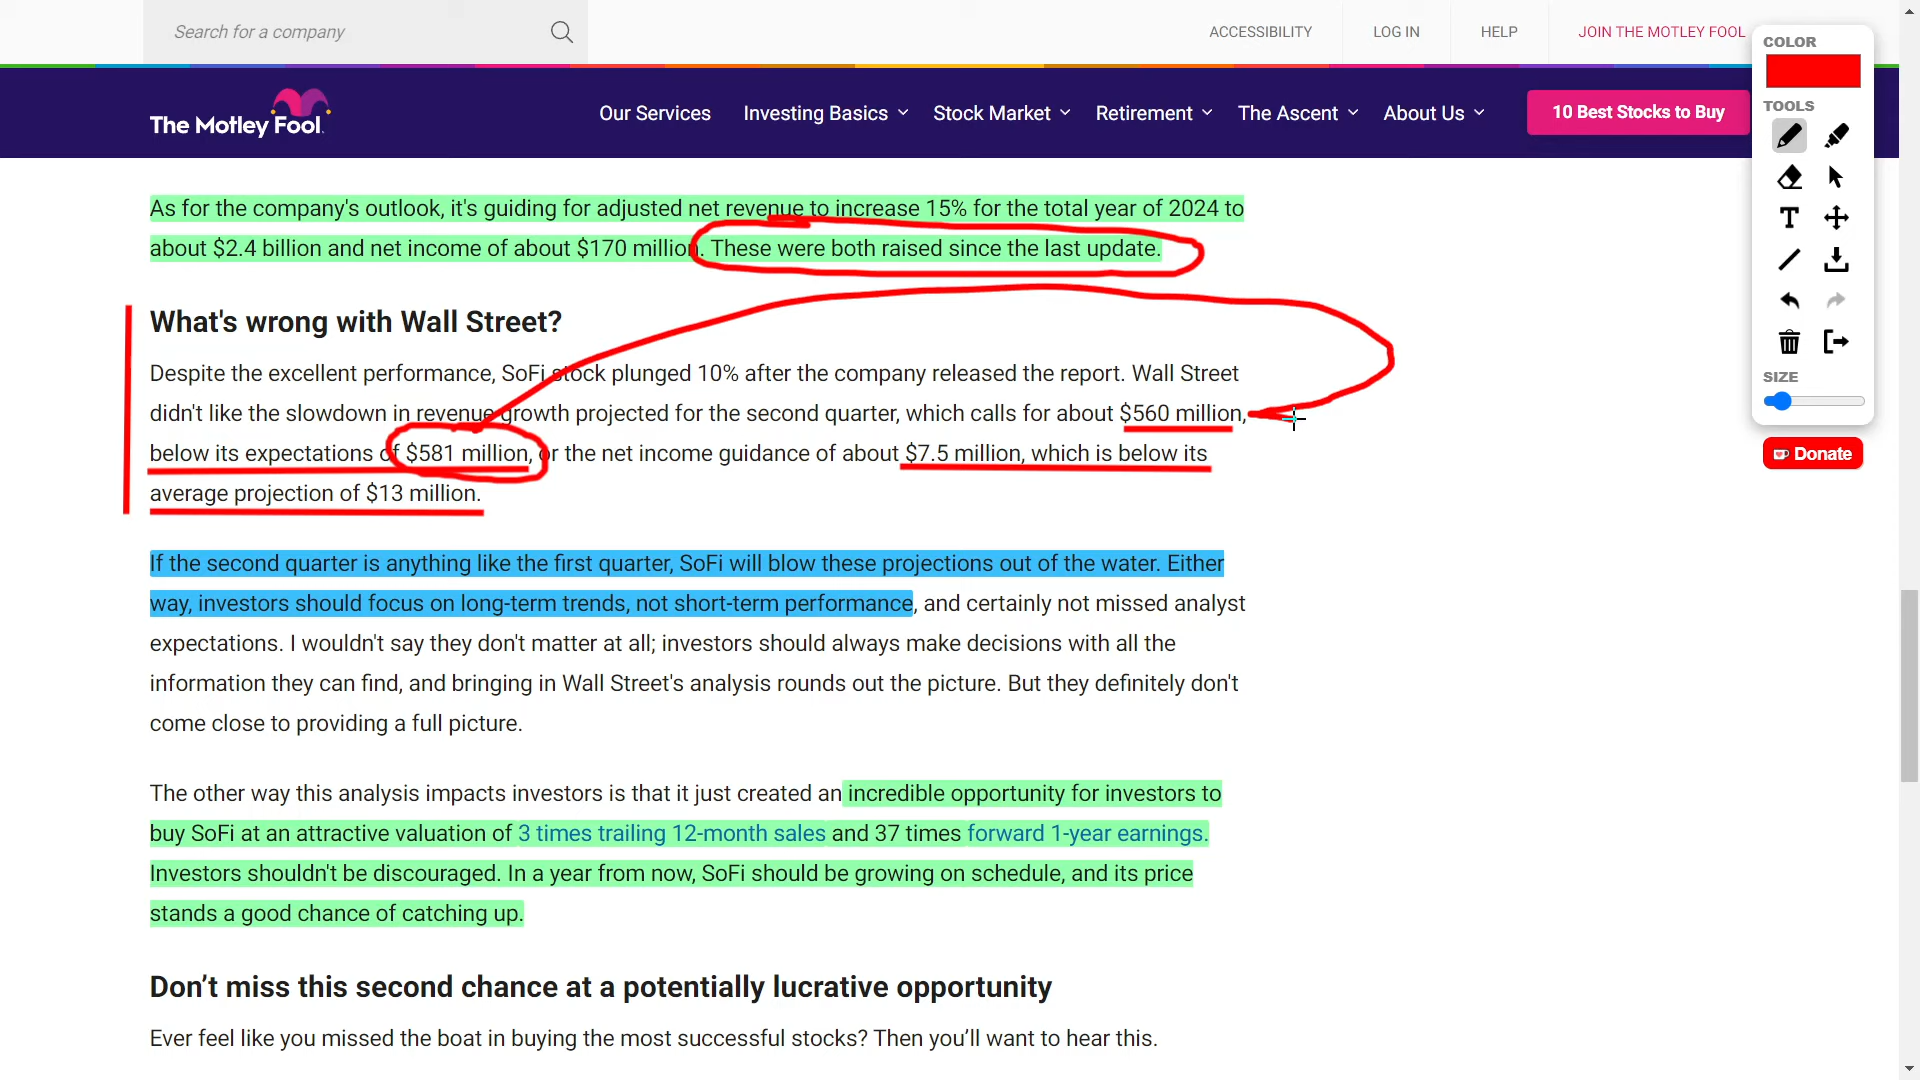 Search for a company
ACCESSIBILITY
LOG IN
HELP
JOIN THE MOTLEY FOOL
The Motley Fool.
Our Services
Investing Basics
Stock Market
Retirement
The Ascent
About Us
10 Best Stocks to Buy
COLOR
TOOLS
T
SIZE
Donate
As for the company's outlook, it's guiding for adjusted net revenue to increase 15% for the total year of 2024 to
about $2.4 billion and net income of about $170 million. These were both raised since the last update.
What's wrong with Wall Street?
Despite the excellent performance, SoFi stock plunged 10% after the company released the report. Wall Street
didn't like the slowdown in revenue growth projected for the second quarter, which calls for about $560 million,
below its expectations of $581 million, or the net income guidance of about $7.5 million, which is below its
average projection of $13 million.
If the second quarter is anything like the first quarter, SoFi will blow these projections out of the water. Either
way, investors should focus on long-term trends, not short-term performance, and certainly not missed analyst
expectations. I wouldn't say they don't matter at all; investors should always make decisions with all the
information they can find, and bringing in Wall Street's analysis rounds out the picture. But they definitely don't
come close to providing a full picture.
The other way this analysis impacts investors is that it just created an incredible opportunity for investors to
buy SoFi at an attractive valuation of 3 times trailing 12-month sales and 37 times forward 1-year earnings.
Investors shouldn't be discouraged. In a year from now, SoFi should be growing on schedule, and its price
stands a good chance of catching up.
Don’t miss this second chance at a potentially lucrative opportunity
Ever feel like you missed the boat in buying the most successful stocks? Then you’ll want to hear this.